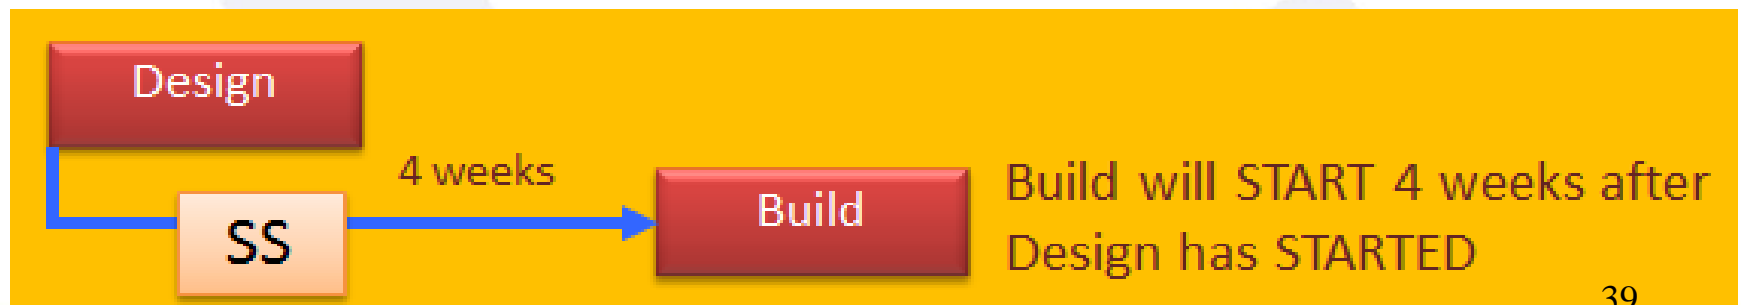 Design
4 weeks
SS
Build
Build will START 4 weeks after
Design has STARTED
39